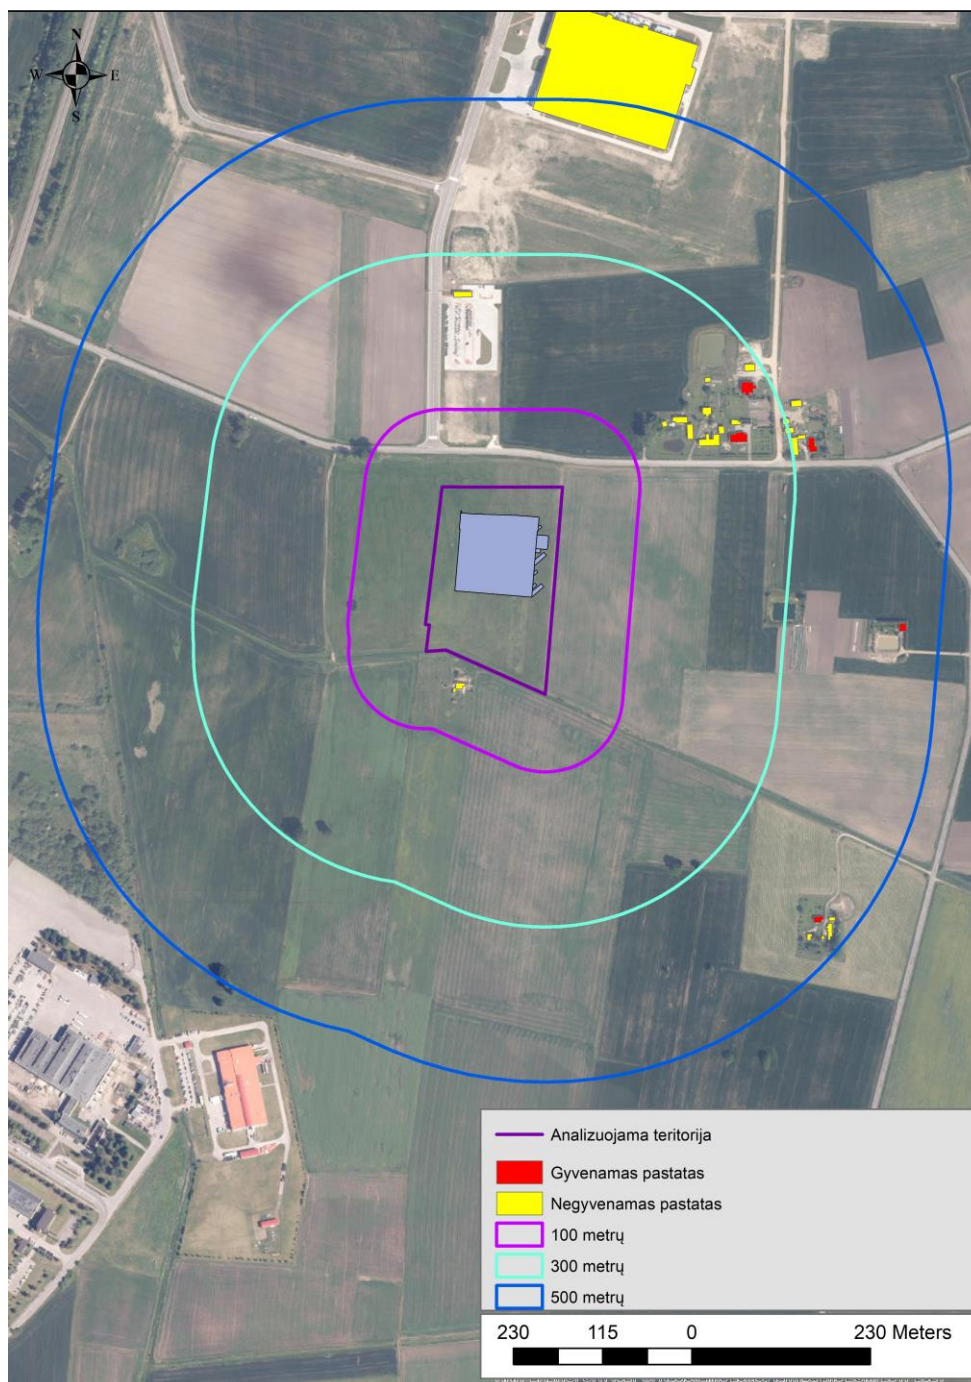 N
W E
S
Analizuojama teritorija
Gyvenamas pastatas
Negyvenamas pastatas
100 metrų
300 metrų
500 metrų
230 115 0 230 Meters